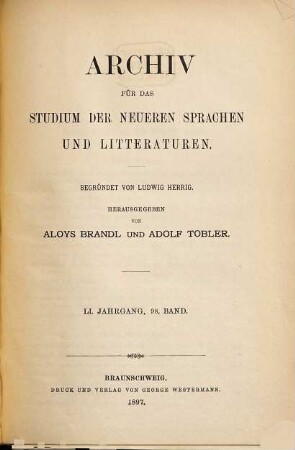 ARCHIV
FÜR DAS
STUDIUM DER NEUEREN SPRACHEN
UND LITTERATUREN.
BEGRÜNDET VON LUDWIG HERRIG.
HERAUSGEGEBEN
VON
ALOYS BRANDL UND ADOLF TOBLER.
LI. JAHRGANG, 98. BAND.
BRAUNSCHWEIG.
DRUCK UND VERLAG VON GEORGE WESTERMANN.
1897.